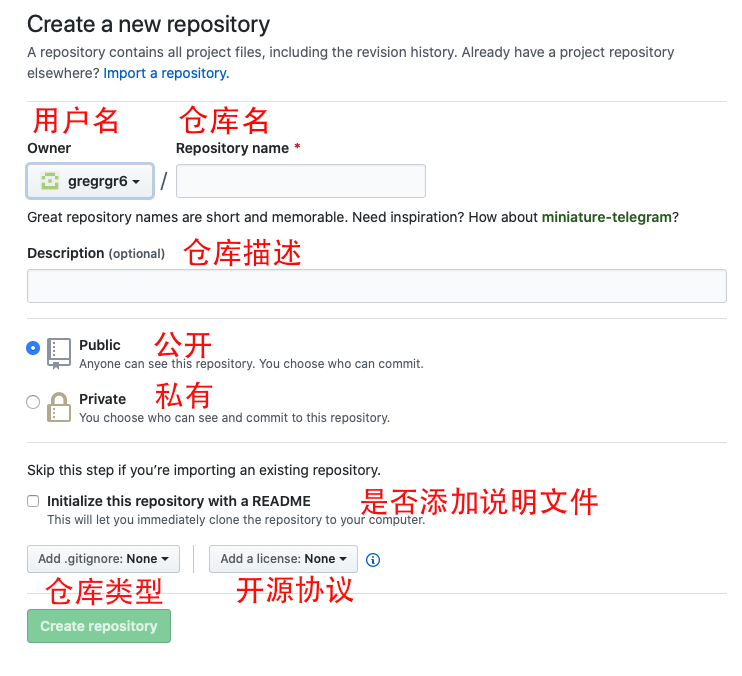 Create a new repository
A repository contains all project files, including the revision history. Already have a project repository
elsewhere? Import a repository.
用户名 仓库名
Owner Repository name *
gregrgr6 /
Great repository names are short and memorable. Need inspiration? How about miniature-telegram?
Description (optional) 仓库描述
Public 公开
Anyone can see this repository. You choose who can commit.
Private 私有
You choose who can see and commit to this repository.
Skip this step if you’re importing an existing repository.
Initialize this repository with a README 是否添加说明文件
This will let you immediately clone the repository to your computer.
Add .gitignore: None Add a license: None
仓库类型 开源协议
Create repository